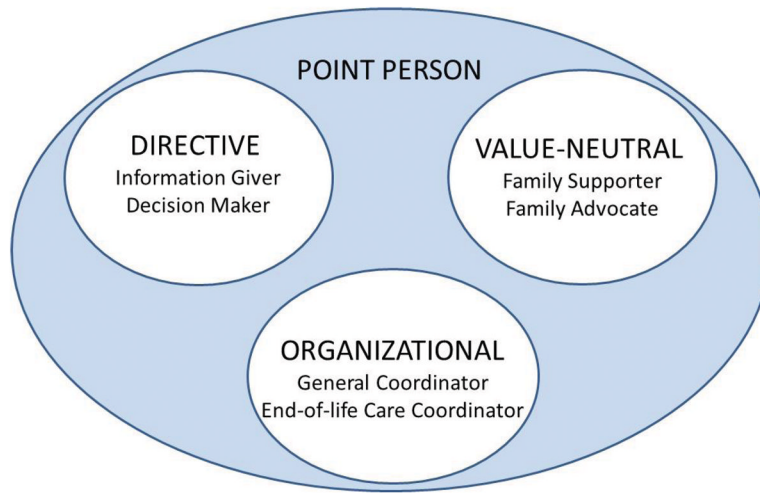 POINT PERSON
DIRECTIVE
Information Giver
Decision Maker
VALUE-NEUTRAL
Family Supporter
Family Advocate
ORGANIZATIONAL
General Coordinator
End-of-life Care Coordinator